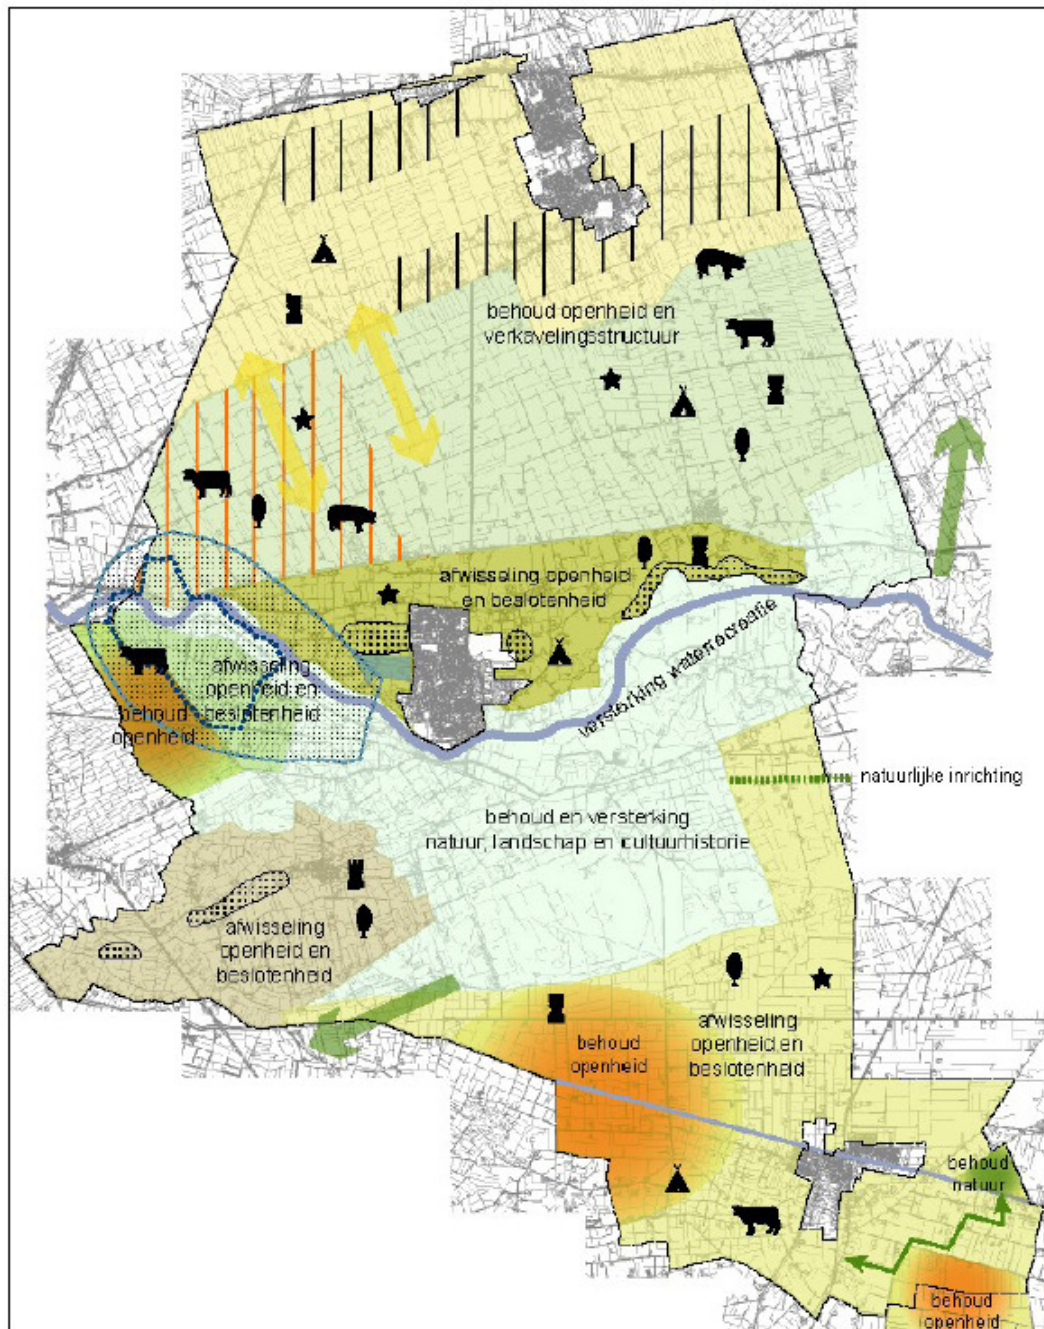 behoud openheid en
verkavelingsstructuur
afwisseling openheid
en beslotenheid
versterking waterrecreatie
afwisseling
openheid en
beslotenheid
behoud
openheid
natuurlijke inrichting
behoud en versterking
natuur, landschap en cultuurhistorie
afwisseling
openheid en
beslotenheid
behoud
openheid
afwisseling
openheid en
beslotenheid
behoud
natuur
behoud
openheid